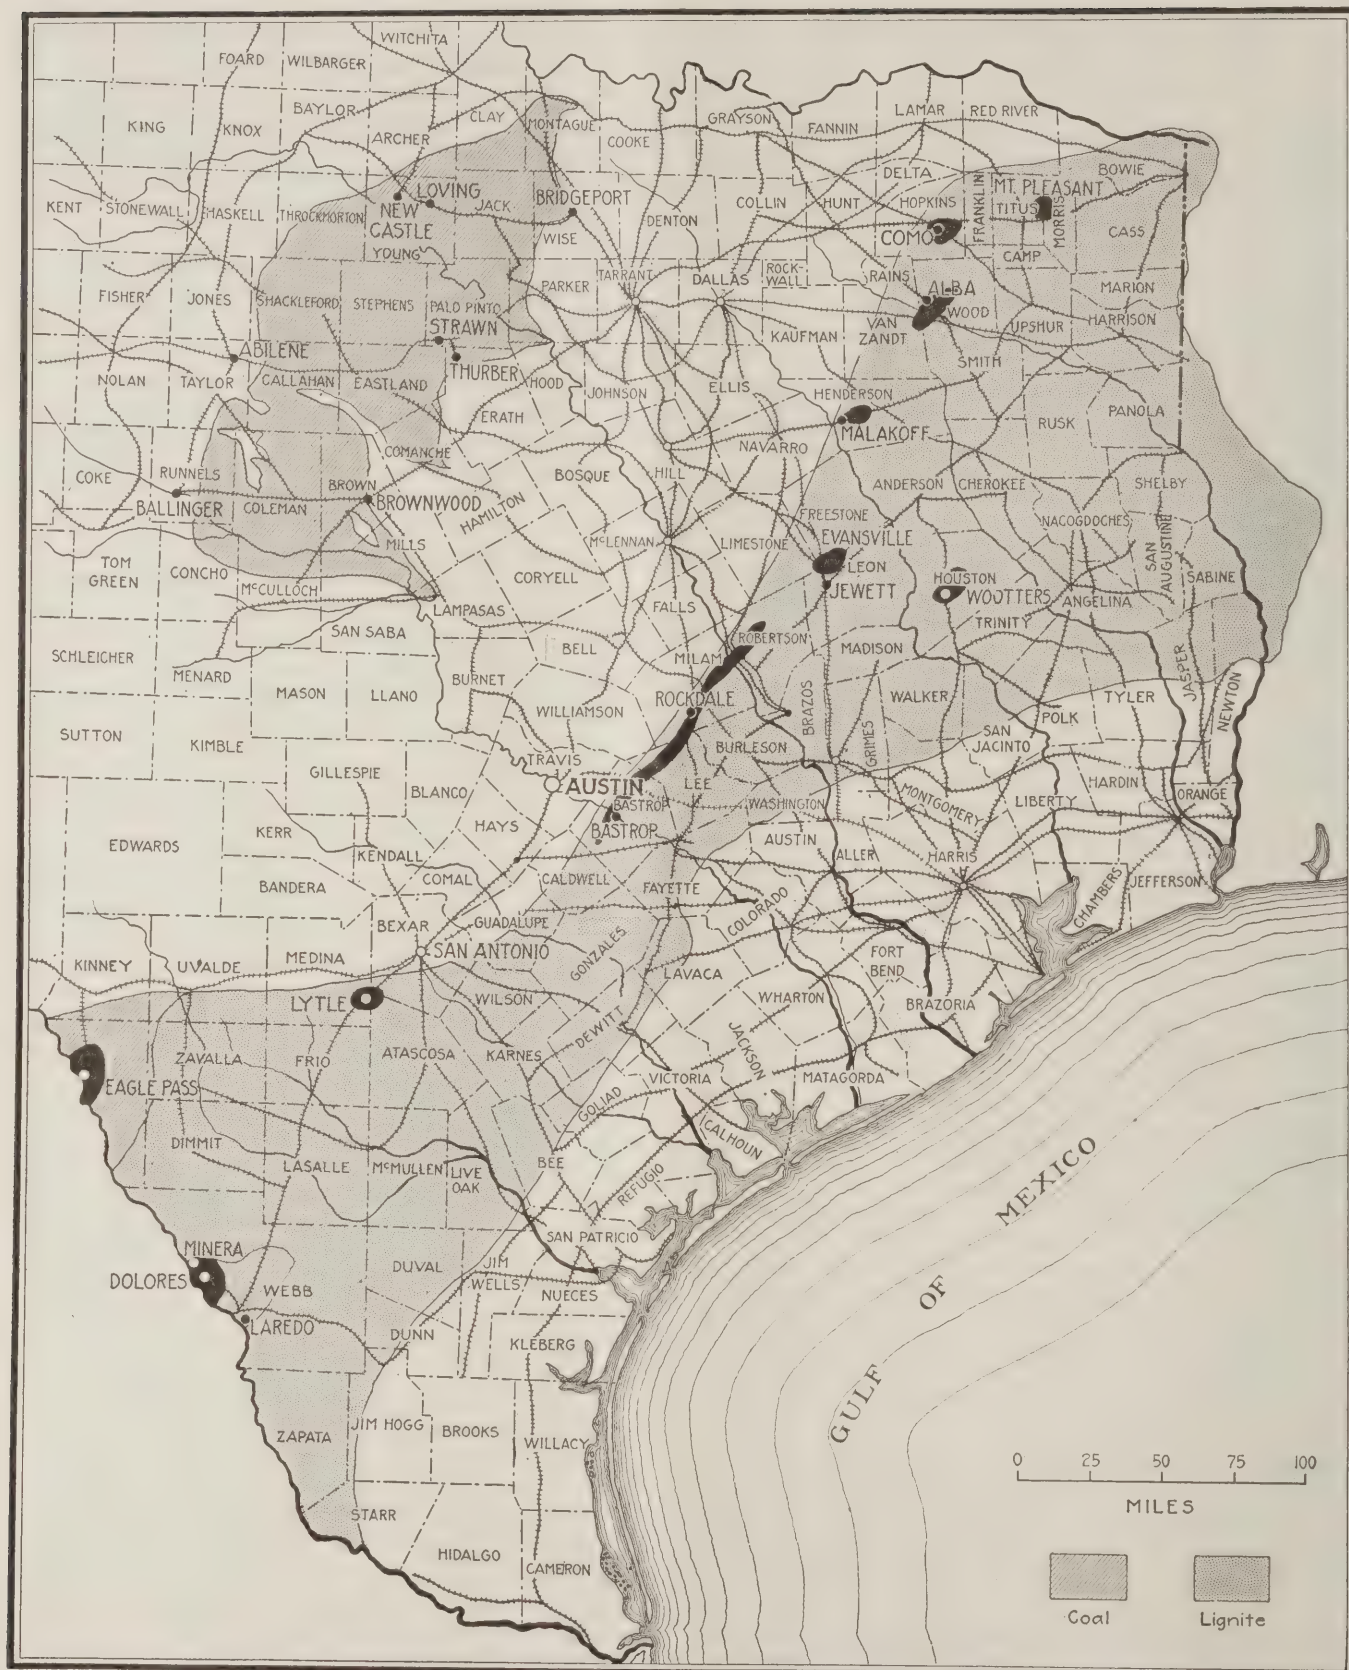 WITCHITA
FOARD
WILBARGER
BAYLOR
CLAY
MONTAGUE
KING
KNOX
ARCHER
COOKE
GRAYSON
FANNIN
LAMAR
RED RIVER
BOWIE
DELTA
KENT
STONEWALL
HASKELL
THROCKMORTON
NEW
CASTLE
YOUNG
LOVING
JACK
BRIDGEPORT
WISE
DENTON
COLLIN
HUNT
HOPKINS
COMO
FRANKLIN
MT. PLEASANT
TITUS
MORRIS
CASS
CAMP
FISHER
JONES
SHACKLEFORD
STEPHENS
PALO PINTO
STRAWN
PARKER
TARRANT
DALLAS
ROCK-
WALL
RAINS
ALBA
WOOD
UPSHUR
MARION
HARRISON
ABILENE
THURBER
KAUFMAN
VAN
ZANDT
SMITH
NOLAN
TAYLOR
CALLAHAN
EASTLAND
HOOD
ERATH
JOHNSON
ELLIS
HENDERSON
MALAKOFF
RUSK
PANOLA
COMANCHE
COKE
RUNNELS
BALLINGER
COLEMAN
BROWN
BROWNWOOD
HAMILTON
BOSQUE
HILL
NAVARRO
ANDERSON
CHEROKEE
SHELBY
FREESTONE
NACOGDOCHES
SAN
AUGUSTINE
SABINE
TOM
GREEN
CONCHO
McCULLOCH
MILLS
CORYELL
McLENNAN
LIMESTONE
EVANSVILLE
LEON
JEWETT
HOUSTON
WOOTTERS
ANGELINA
TRINITY
LAMPASAS
SAN SABA
FALLS
BELL
ROBERTSON
MADISON
SCHLEICHER
MENARD
MASON
LLANO
BURNET
MILAM
ROCKDALE
WALKER
JASPER
NEWTON
TYLER
POLK
SAN
JACINTO
BRAZOS
GRIMES
SUTTON
KIMBLE
WILLIAMSON
BURLESON
GILLESPIE
TRAVIS
AUSTIN
BLANCO
LEE
BASTROP
BASTROP
WASHINGTON
MONTGOMERY
LIBERTY
HARDIN
ORANGE
KERR
HAYS
AUSTIN
EDWARDS
KENDALL
COMAL
CALDWELL
FAYETTE
ALLER
HARRIS
CHAMBERS
JEFFERSON
BANDERA
BEXAR
GUADALUPE
GONZALES
COLORADO
FORT
BEND
KINNEY
UVALDE
MEDINA
SAN ANTONIO
LAVACA
LYTLE
WILSON
WHARTON
BRAZORIA
DEWITT
JACKSON
ZAVALLA
FRIO
ATASCOSA
KARNES
EAGLE PASS
VICTORIA
MATAGORDA
GOLIAD
CALHOUN
DIMMIT
LASALLE
McMULLEN
LIVE
OAK
BEE
REFUGIO
SAN PATRICIO
MINERA
DOLORES
WEBB
DUVAL
JIM
WELLS
NUECES
LAREDO
DUNN
KLEBERG
ZAPATA
JIM HOGG
BROOKS
WILLACY
STARR
HIDALGO
CAMERON
GULF OF MEXICO
0 25 50 75 100
MILES
Coal
Lignite